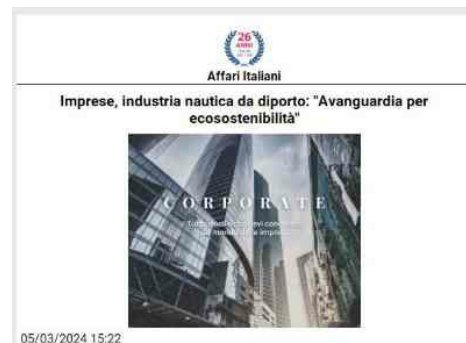 26
ANNI
Affari Italiani
Imprese, industria nautica da diporto: "Avanguardia per
ecosostenibilità"
CORPORATE
05/03/2024 15:22